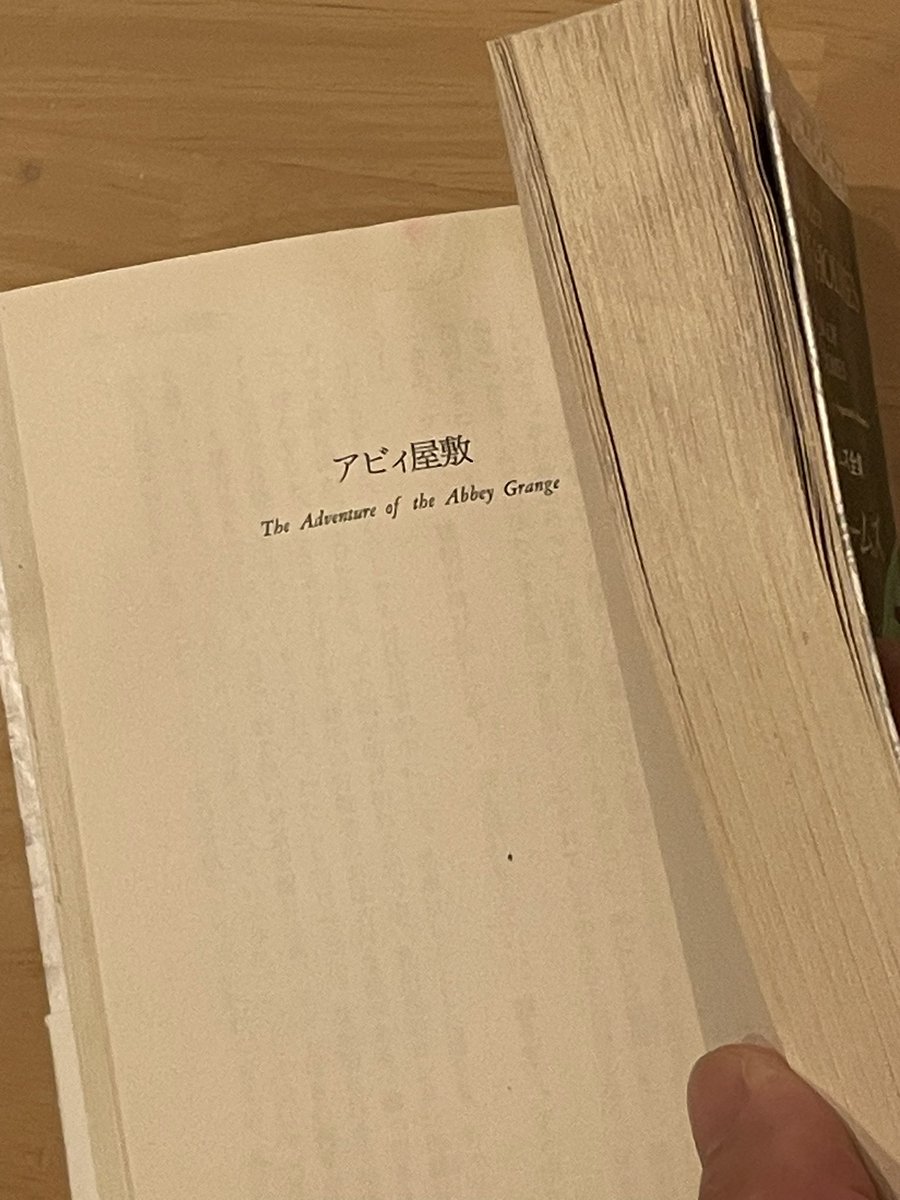 アビィ屋敷
The Adventure of the Abbey Grange